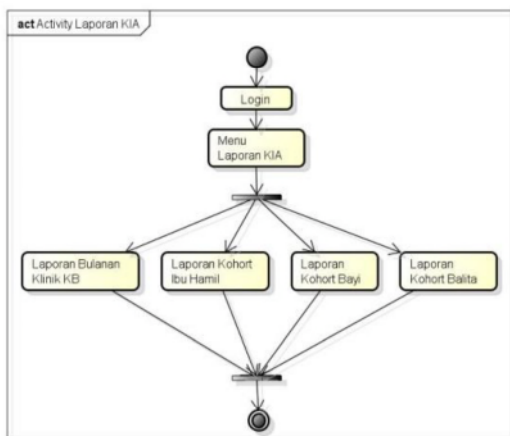 act Activity Laporan KIA
Login
Menu
Laporan KIA
Laporan Bulanan
Klinik KB
Laporan Kohort
Ibu Hamil
Laporan
Kohort Bayi
Laporan
Kohort Balita